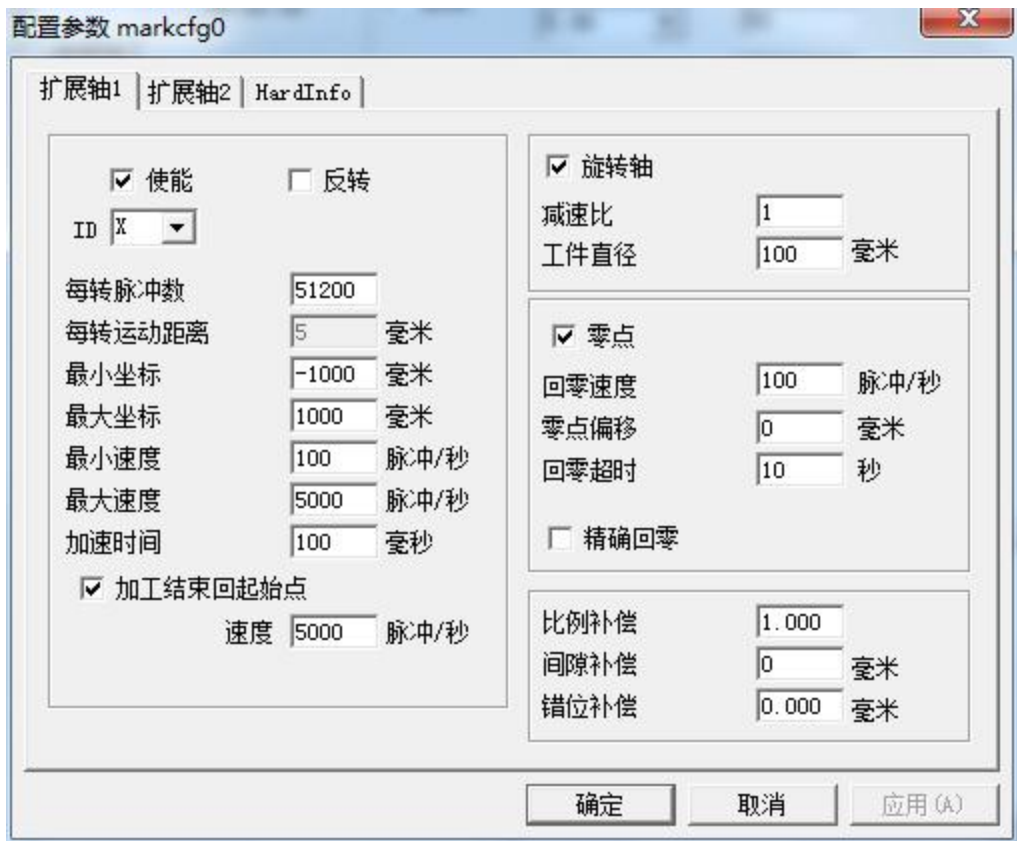 配置参数 markcfg0
扩展轴1 扩展轴2 HardInfo
使能 反转
ID X
每转脉冲数 51200
每转运动距离 5 毫米
最小坐标 -1000 毫米
最大坐标 1000 毫米
最小速度 100 脉冲/秒
最大速度 5000 脉冲/秒
加速时间 100 毫秒
加工结束回起始点
速度 5000 脉冲/秒
旋转轴
减速比 1
工件直径 100 毫米
零点
回零速度 100 脉冲/秒
零点偏移 0 毫米
回零超时 10 秒
精确回零
比例补偿 1.000
间隙补偿 0 毫米
错位补偿 0.000 毫米
确定 取消 应用(A)